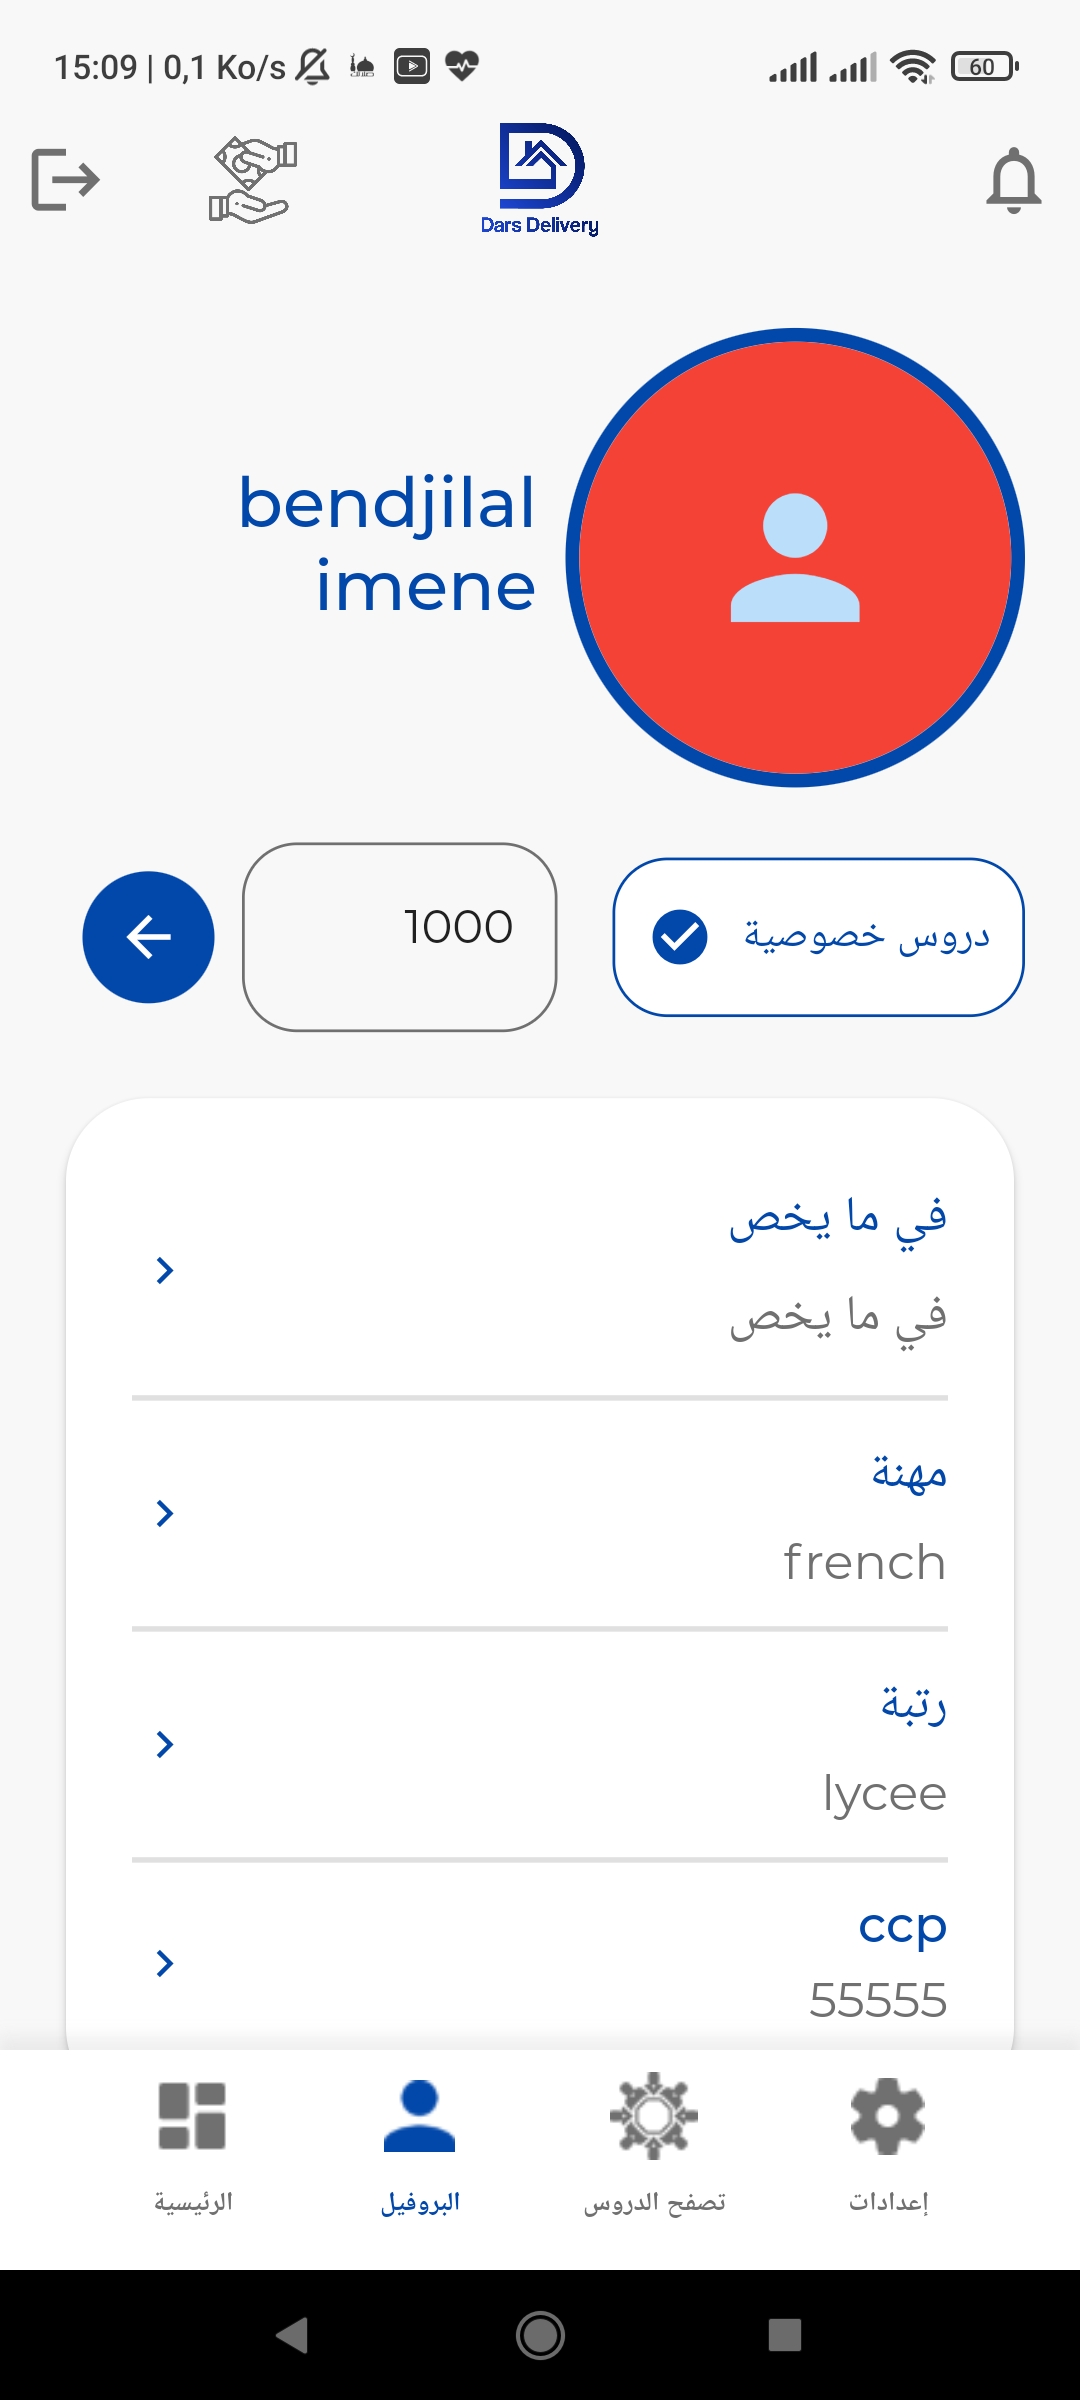 15:09 | 0,1 Ko/s
60
Dars Delivery
bendjilal
imene
دروس خصوصية
1000
في ما يخص
في ما يخص
مهنة
french
رتبة
lycee
ccp
55555
إعدادات
تصفح الدروس
البروفيل
الرئيسية